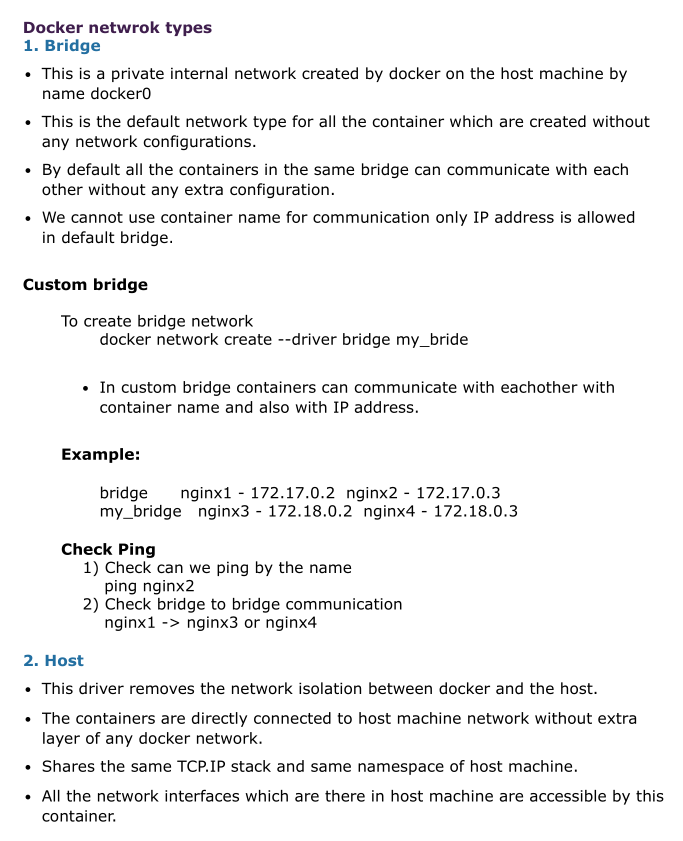 Docker netwrok types
1. Bridge
• This is a private internal network created by docker on the host machine by
name docker0
• This is the default network type for all the container which are created without
any network configurations.
• By default all the containers in the same bridge can communicate with each
other without any extra configuration.
• We cannot use container name for communication only IP address is allowed
in default bridge.
Custom bridge
To create bridge network
docker network create --driver bridge my_bride
• In custom bridge containers can communicate with eachother with
container name and also with IP address.
Example:
bridge nginx1 - 172.17.0.2 nginx2 - 172.17.0.3
my_bridge nginx3 - 172.18.0.2 nginx4 - 172.18.0.3
Check Ping
1) Check can we ping by the name
ping nginx2
2) Check bridge to bridge communication
nginx1 -> nginx3 or nginx4
2. Host
• This driver removes the network isolation between docker and the host.
• The containers are directly connected to host machine network without extra
layer of any docker network.
• Shares the same TCP.IP stack and same namespace of host machine.
• All the network interfaces which are there in host machine are accessible by this
container.